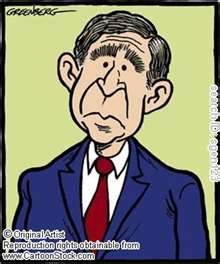 GREENBERG
© Original Artist
Reproduction rights obtainable from
www.CartoonStock.com